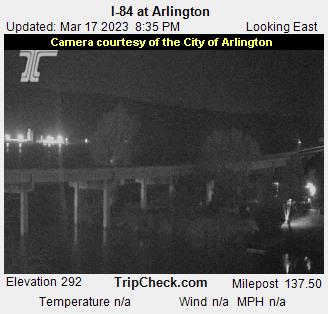 I-84 at Arlington
Updated: Mar 17 2023 8:35 PM Looking East
Camera courtesy of the City of Arlington
Elevation 292 TripCheck.com Milepost 137.50
Temperature n/a Wind n/a MPH n/a